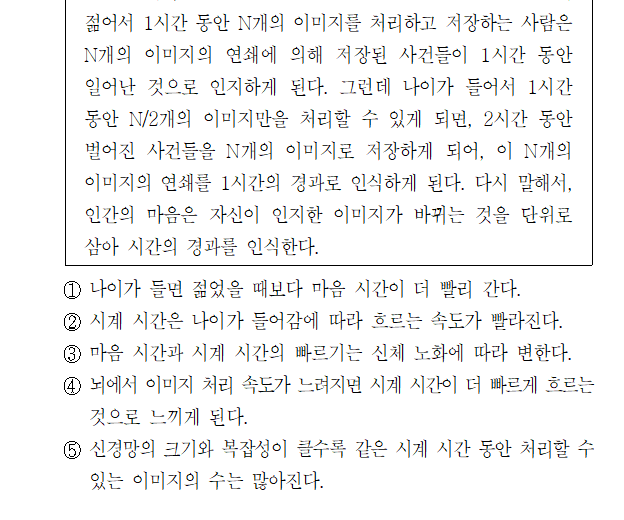 젊어서 1시간 동안 N개의 이미지를 처리하고 저장하는 사람은
N개의 이미지의 연쇄에 의해 저장된 사건들이 1시간 동안
일어난 것으로 인지하게 된다. 그런데 나이가 들어서 1시간
동안 N/2개의 이미지만을 처리할 수 있게 되면, 2시간 동안
벌어진 사건들을 N개의 이미지로 저장하게 되어, 이 N개의
이미지의 연쇄를 1시간의 경과로 인식하게 된다. 다시 말해서,
인간의 마음은 자신이 인지한 이미지가 바뀌는 것을 단위로
삼아 시간의 경과를 인식한다.
① 나이가 들면 젊었을 때보다 마음 시간이 더 빨리 간다.
② 시계 시간은 나이가 들어감에 따라 흐르는 속도가 빨라진다.
③ 마음 시간과 시계 시간의 빠르기는 신체 노화에 따라 변한다.
④ 뇌에서 이미지 처리 속도가 느려지면 시계 시간이 더 빠르게 흐르는
것으로 느끼게 된다.
⑤ 신경망의 크기와 복잡성이 클수록 같은 시계 시간 동안 처리할 수
있는 이미지의 수는 많아진다.